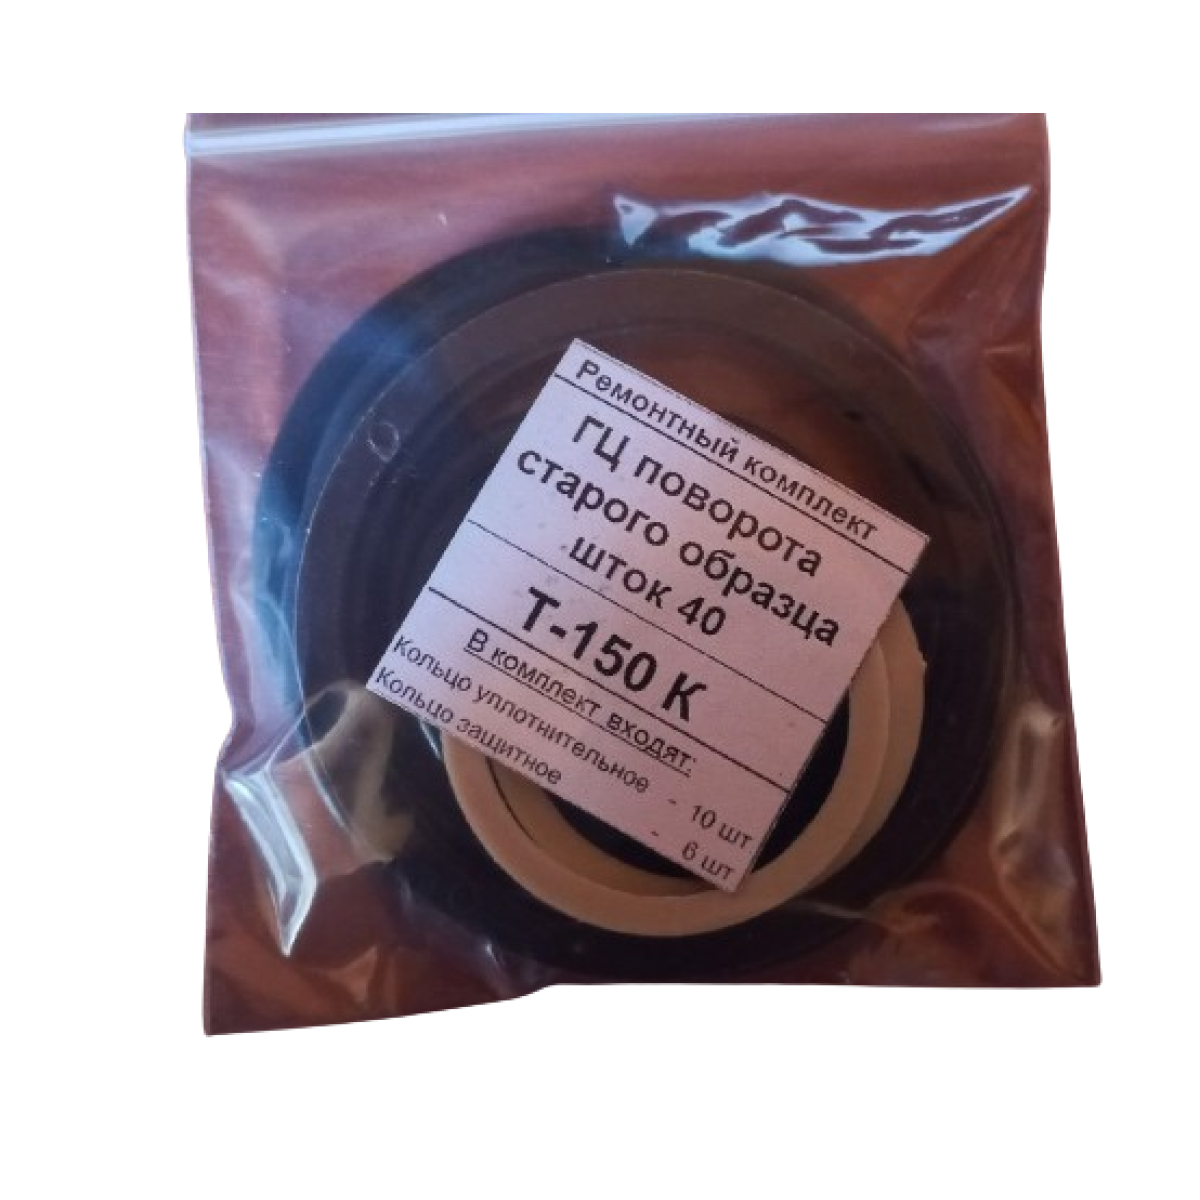 Ремонтный комплект
ГЦ поворота
старого образца
шток 40
Т-150 К
В комплект входят:
Кольцо уплотнительное - 10 шт
Кольцо защитное - 6 шт